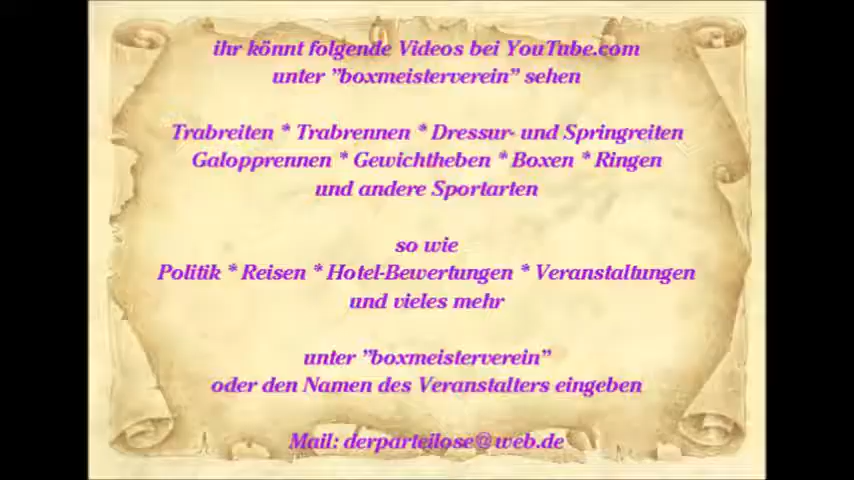 ihr könnt folgende Videos bei YouTube.com
unter "boxmeisterverein" sehen
Trabreiten * Trabrennen * Dressur- und Springreiten
Galopprennen * Gewichtheben * Boxen * Ringen
und andere Sportarten
so wie
Politik * Reisen * Hotel-Bewertungen * Veranstaltungen
und vieles mehr
unter "boxmeisterverein"
oder den Namen des Veranstalters eingeben
Mail: derparteilose@web.de